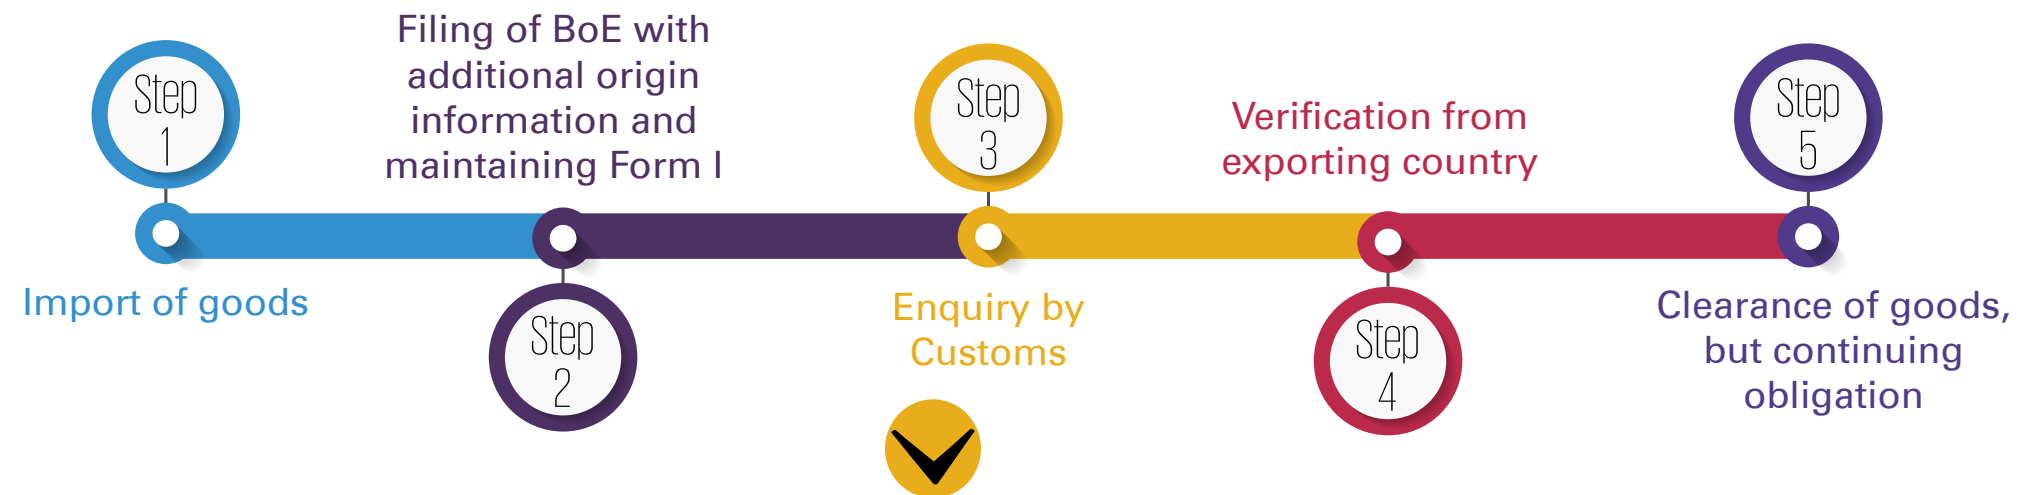 Step
1
Import of goods
Filing of BoE with
additional origin
information and
maintaining Form I
Step
2
Step
3
Enquiry by
Customs
Verification from
exporting country
Step
4
Step
5
Clearance of goods,
but continuing
obligation